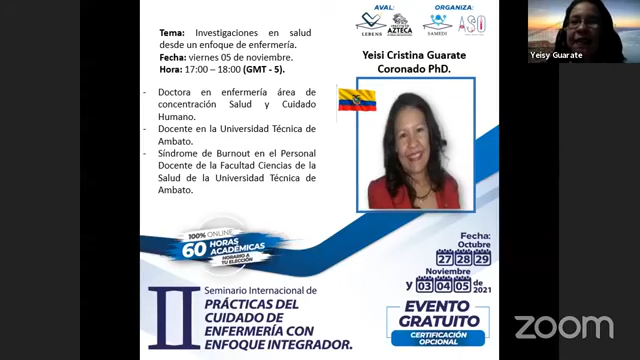 Tema: Investigaciones en salud
desde un enfoque de enfermería.
Fecha: viernes 05 de noviembre.
Hora: 17:00 – 18:00 (GMT - 5).
- Doctora en enfermería área de
concentración Salud y Cuidado
Humano.
- Docente en la Universidad Técnica de
Ambato.
- Síndrome de Burnout en el Personal
Docente de la Facultad Ciencias de la
Salud de la Universidad Técnica de
Ambato.
AVAL:
ORGANIZA:
LEBENS
AZTECA
SAMEDI
ASO
Yeisi Cristina Guarate
Coronado PhD.
Yeisy Guarate
100% ONLINE
60 HORAS
ACADÉMICAS
HORARIO A
TU ELECCIÓN
II Seminario Internacional de
PRÁCTICAS DEL
CUIDADO DE
ENFERMERÍA CON
ENFOQUE INTEGRADOR.
Fecha:
Octubre
27 28 29
Noviembre
y 03 04 05 de
2021
EVENTO
GRATUITO
CERTIFICACIÓN
OPCIONAL
zoom